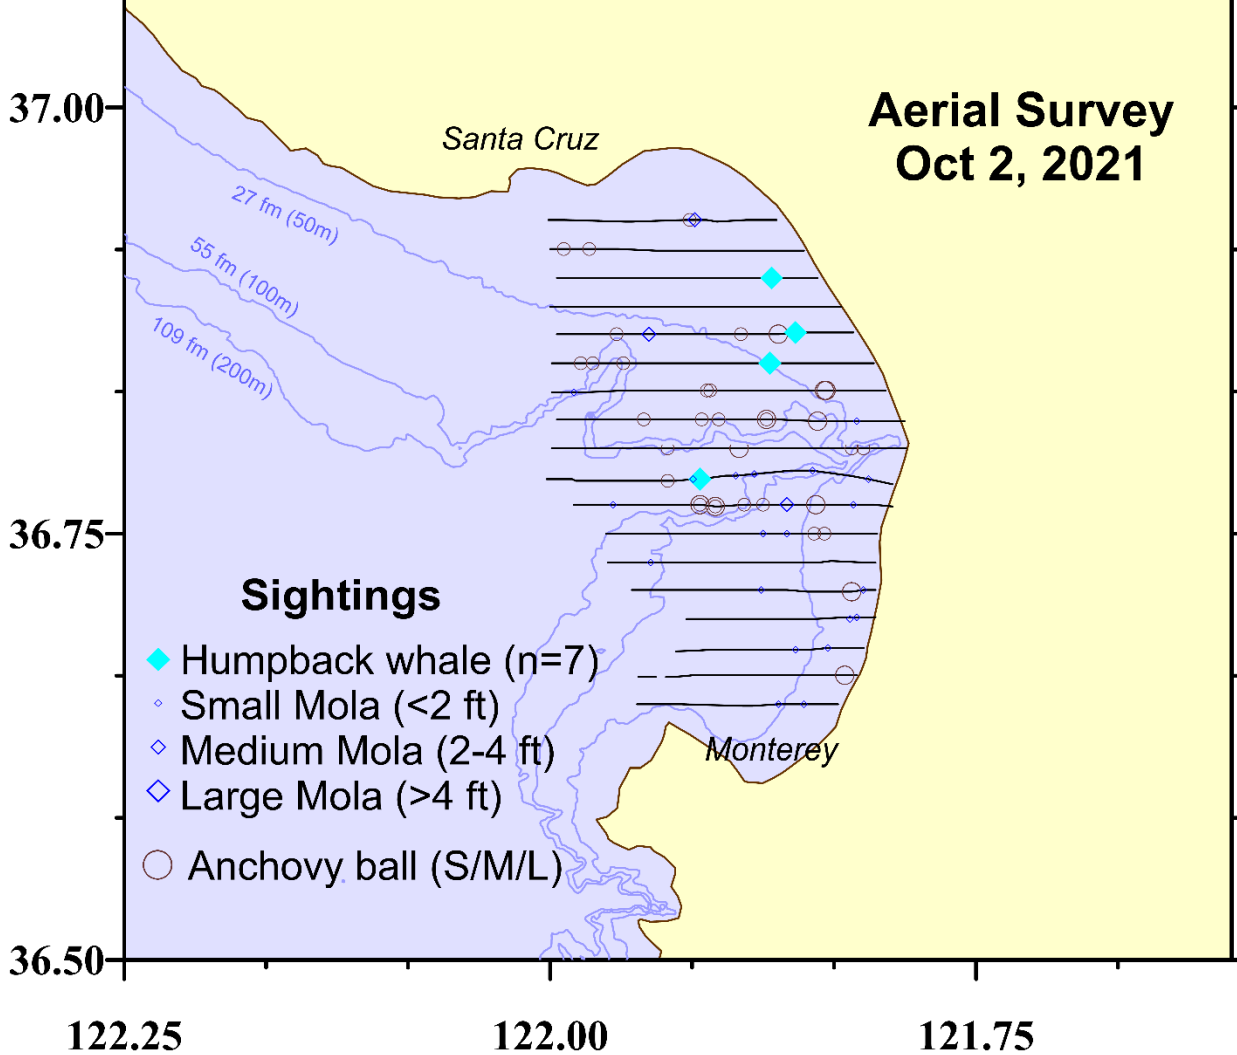 37.00
Santa Cruz
Aerial Survey
Oct 2, 2021
27 fm (50m)
55 fm (100m)
109 fm (200m)
36.75
Sightings
Humpback whale (n=7)
Small Mola (<2 ft)
Medium Mola (2-4 ft)
Large Mola (>4 ft)
Anchovy ball (S/M/L)
Monterey
36.50
122.25
122.00
121.75